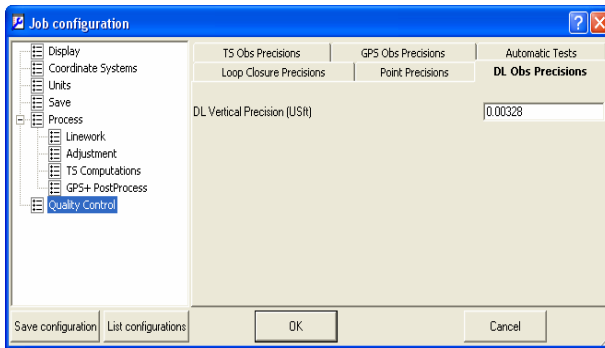 Job configuration
Display
Coordinate Systems
Units
Save
Process
Linework
Adjustment
TS Computations
GPS+ PostProcess
Quality Control
TS Obs Precisions
GPS Obs Precisions
Automatic Tests
Loop Closure Precisions
Point Precisions
DL Obs Precisions
DL Vertical Precision (USft)
0.00328
Save configuration
List configurations
OK
Cancel